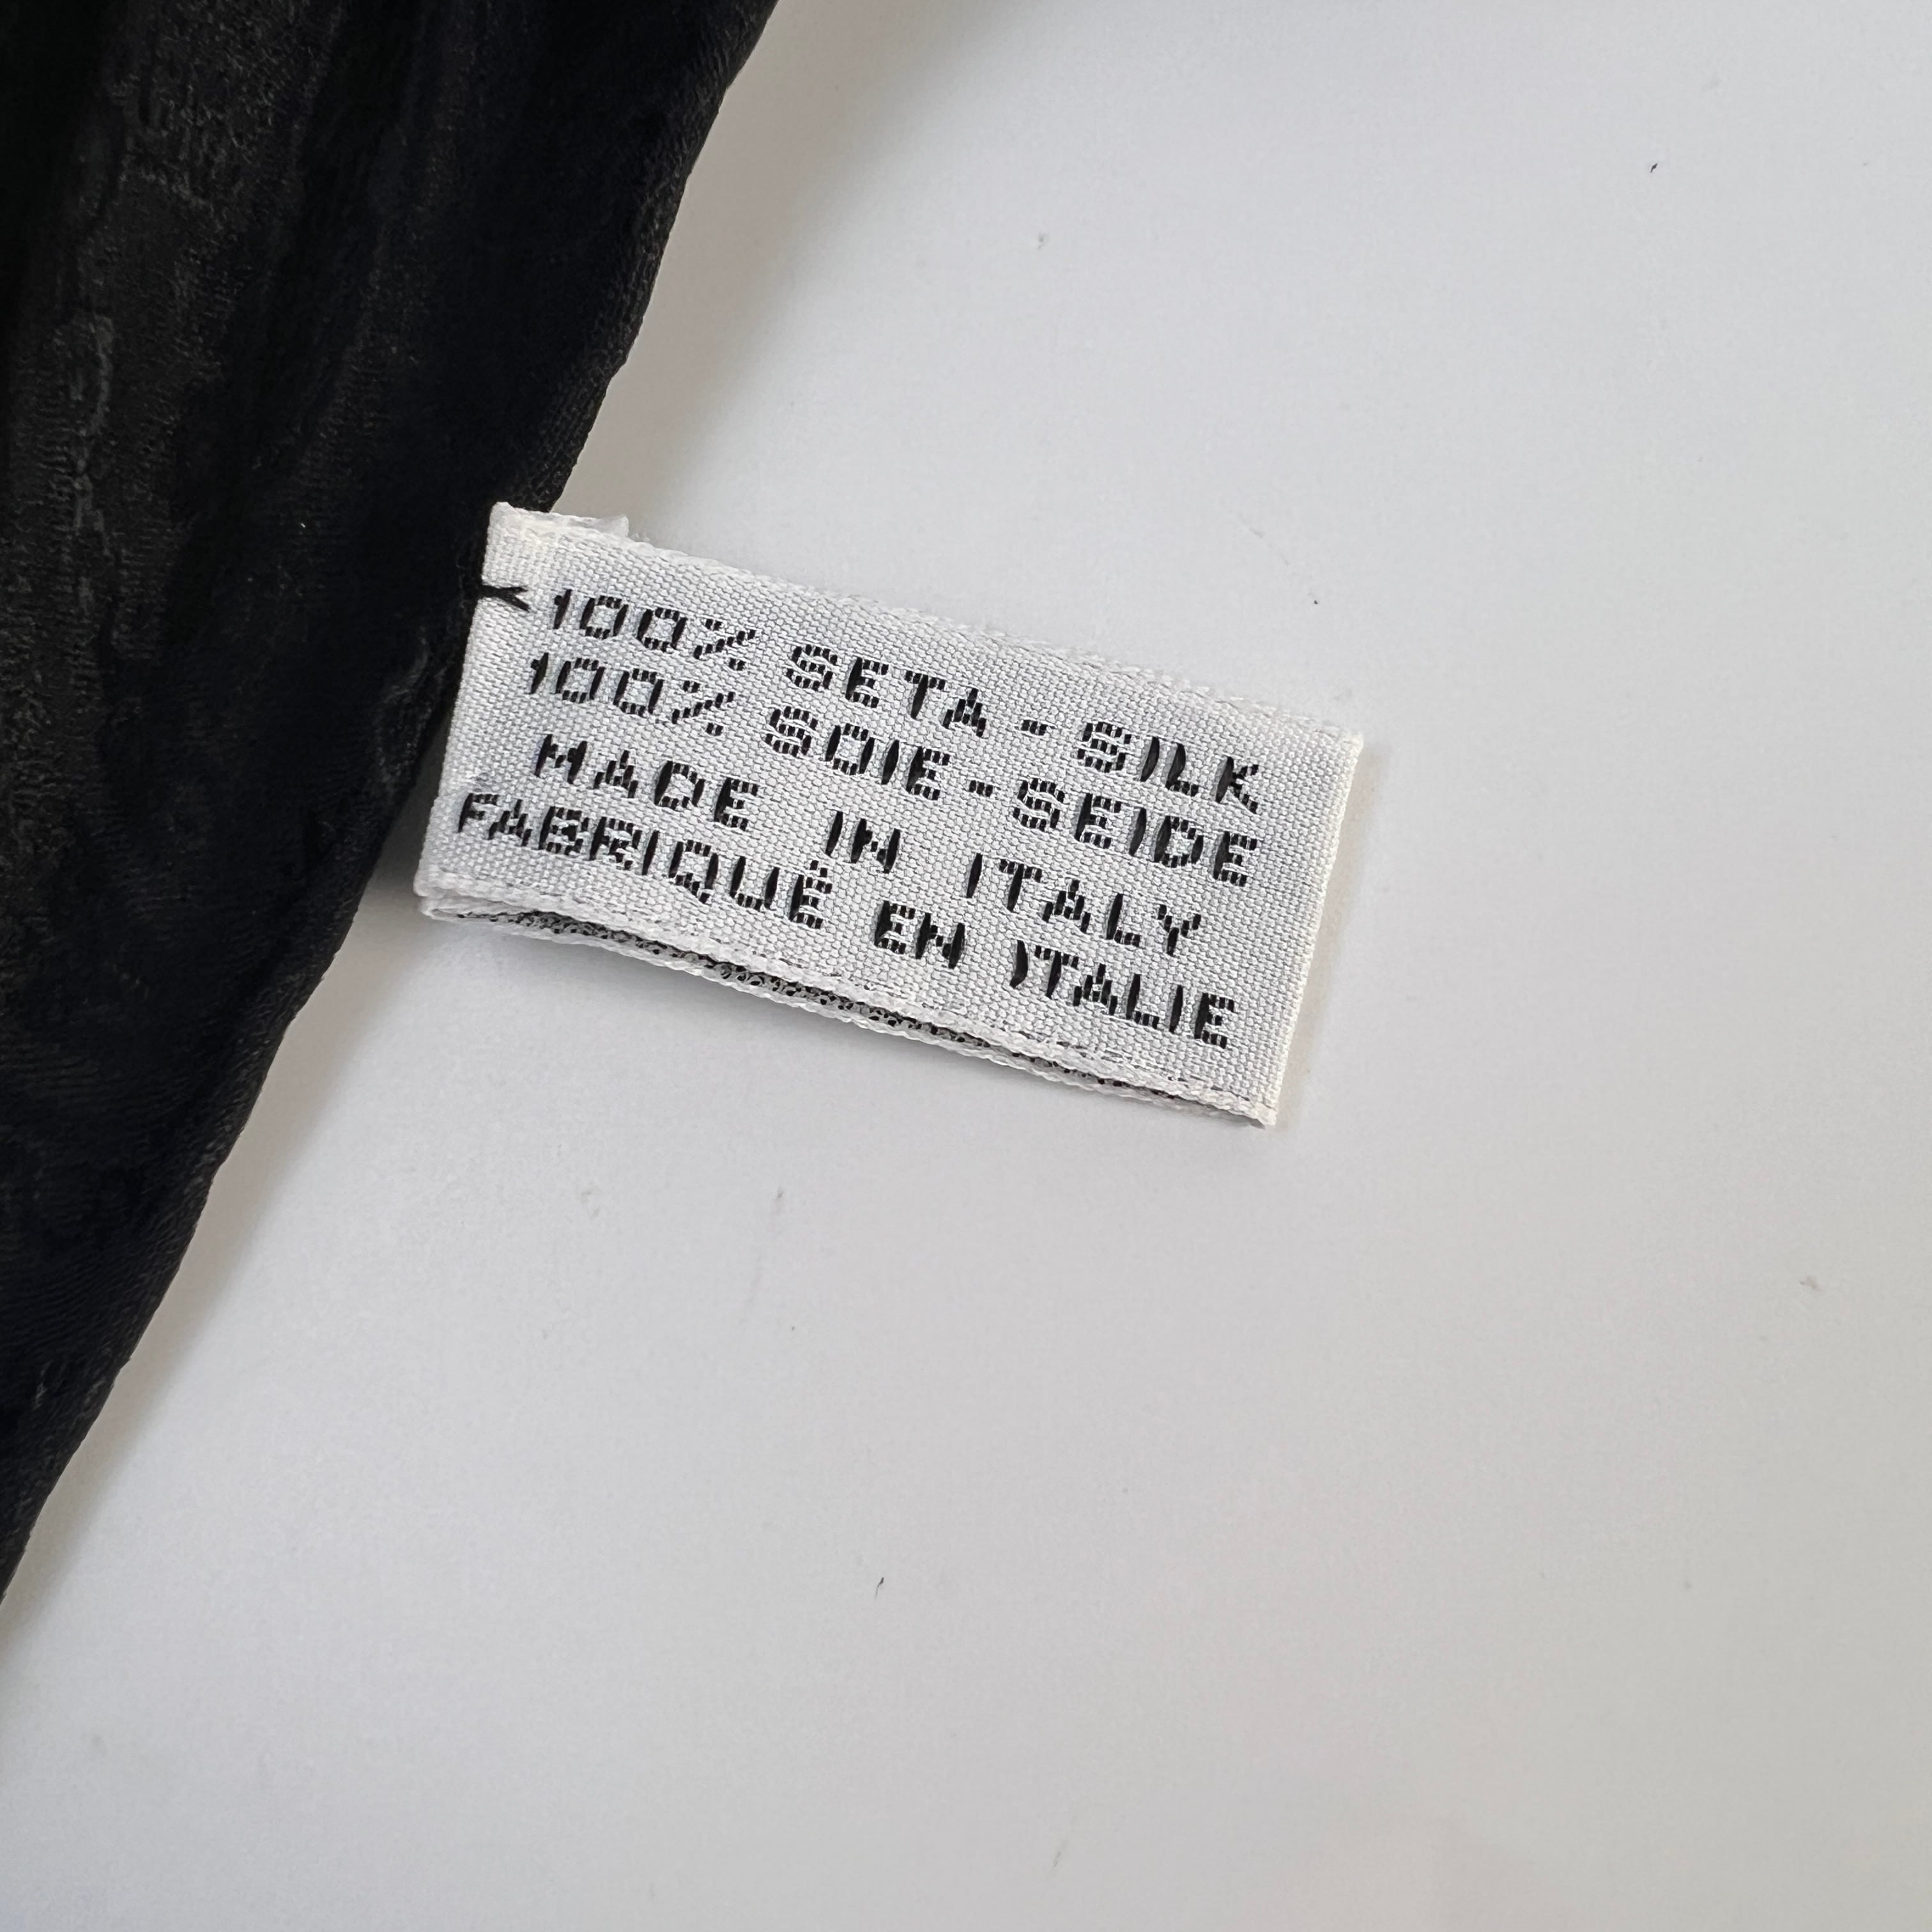 100% SETA - SILK
100% SOIE - SEIDE
MADE IN ITALY
FABRIQUÉ EN ITALIE